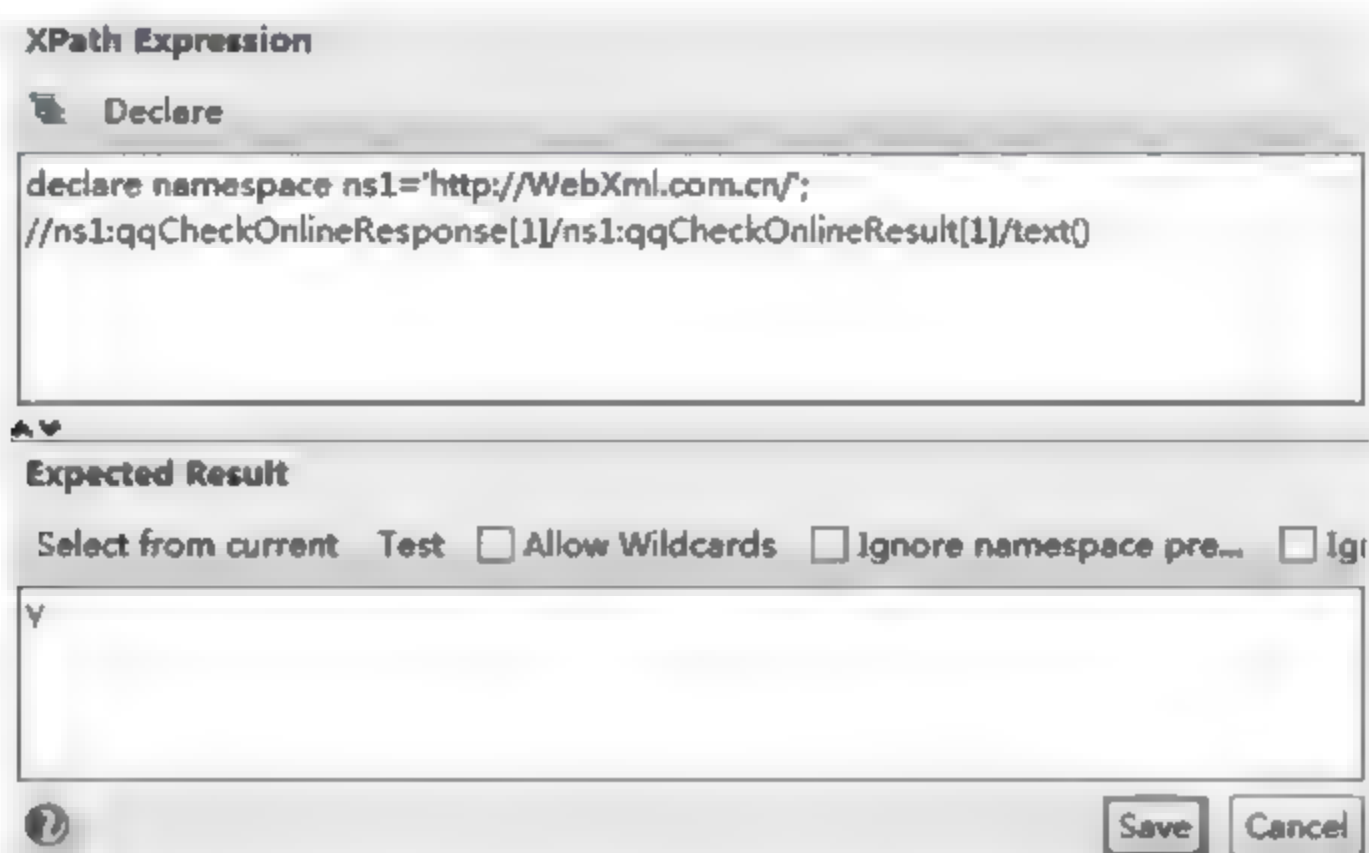 XPath Expression
Declare
declare namespace ns1='http://WebXml.com.cn/';
//ns1:qqCheckOnlineResponse[1]/ns1:qqCheckOnlineResult[1]/text()
Expected Result
Select from current Test Allow Wildcards Ignore namespace pre... Ig
Y
Save Cancel